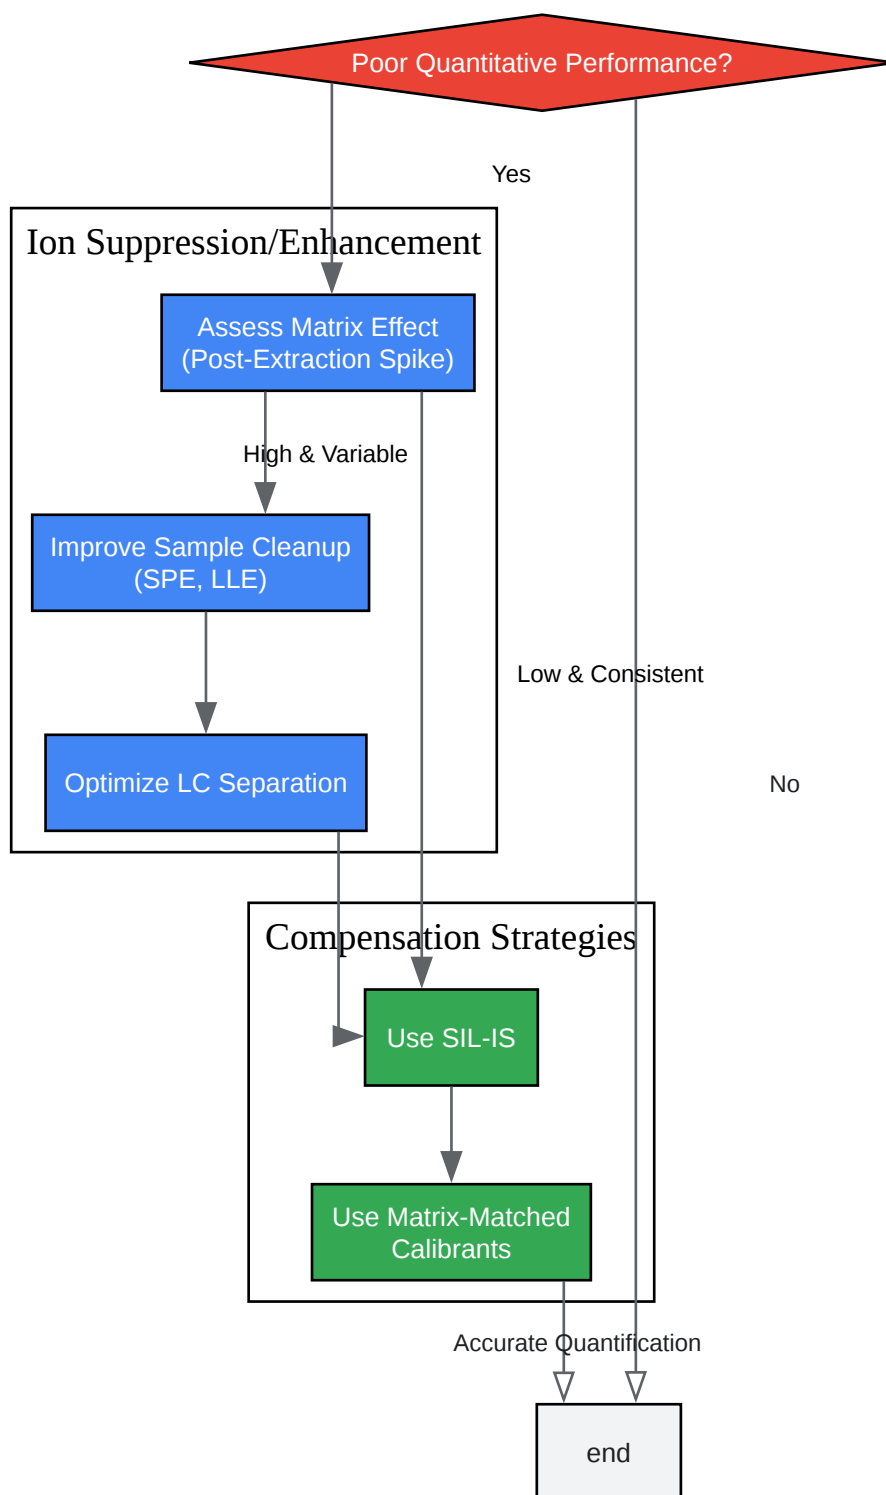 Poor Quantitative Performance?
Yes
Ion Suppression/Enhancement
Assess Matrix Effect
(Post-Extraction Spike)
High & Variable
Improve Sample Cleanup
(SPE, LLE)
Low & Consistent
Optimize LC Separation
No
Compensation Strategies
Use SIL-IS
Use Matrix-Matched
Calibrants
Accurate Quantification
end